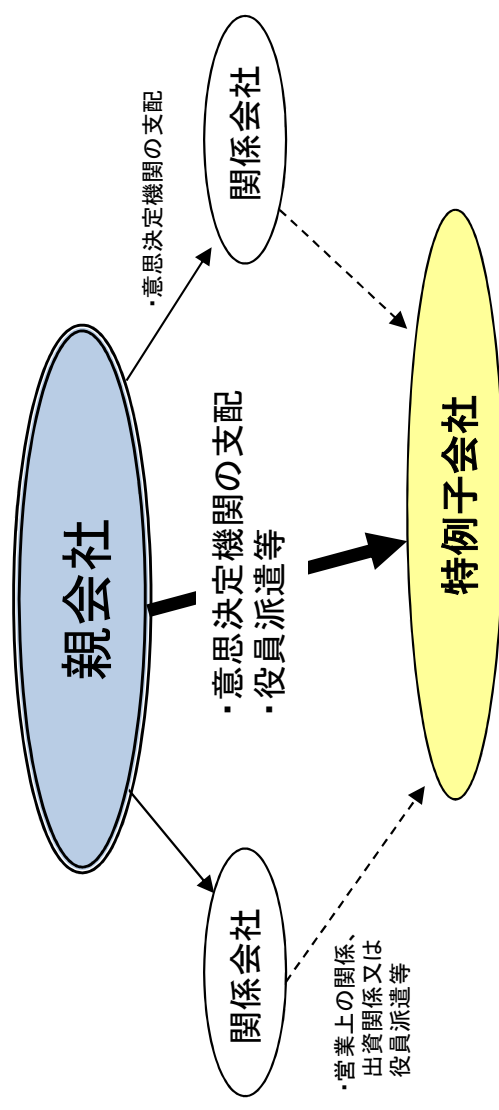 親会社
・意思決定機関の支配
関係会社
・意思決定機関の支配
・役員派遣等
関係会社
・営業上の関係、
出資関係又は
役員派遣等
特例子会社